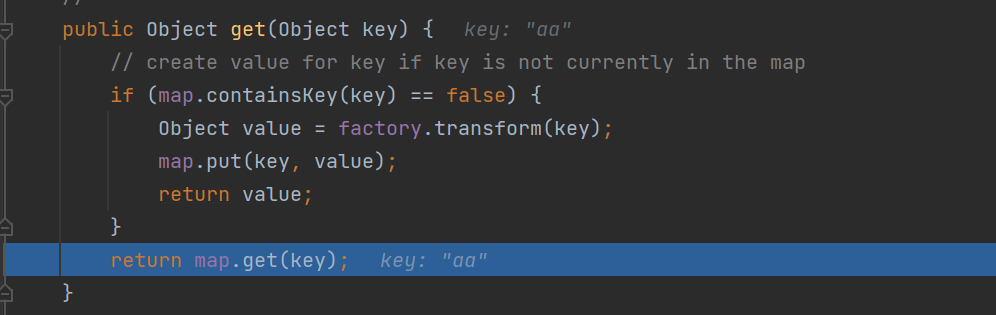 //
public Object get(Object key) {   key: "aa"
// create value for key if key is not currently in the map
if (map.containsKey(key) == false) {
Object value = factory.transform(key);
map.put(key, value);
return value;
}
return map.get(key);   key: "aa"
}